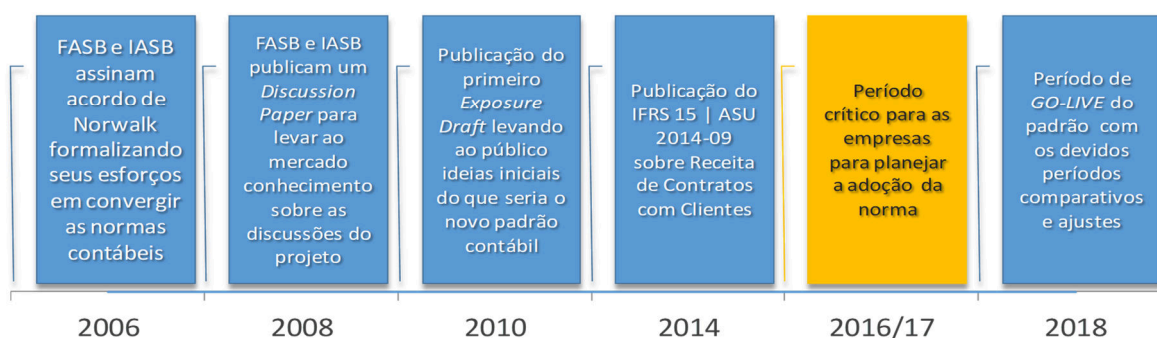 FASB e IASB
assinam
acordo de
Norwalk
formalizando
seus esforços
em convergir
as normas
contábeis
FASB e IASB
publicam um
Discussion
Paper para
levar ao
mercado
conhecimento
sobre as
discussões do
projeto
Publicação do
primeiro
Exposure
Draft levando
ao público
ideias iniciais
do que seria o
novo padrão
contábil
Publicação do
IFRS 15 | ASU
2014-09
sobre Receita
de Contratos
com Clientes
Período
crítico para as
empresas
para planejar
a adoção da
norma
Período de
GO-LIVE do
padrão com
os devidos
períodos
comparativos
e ajustes
2006
2008
2010
2014
2016/17
2018